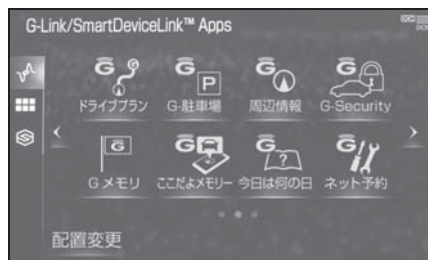 G-Link/SmartDeviceLink™ Apps
DCM
ドライブプラン G-駐車場 周辺情報 G-Security
P
G
Gメモリ ここだよメモリー 今日は何の日 ネット予約
?
配置変更